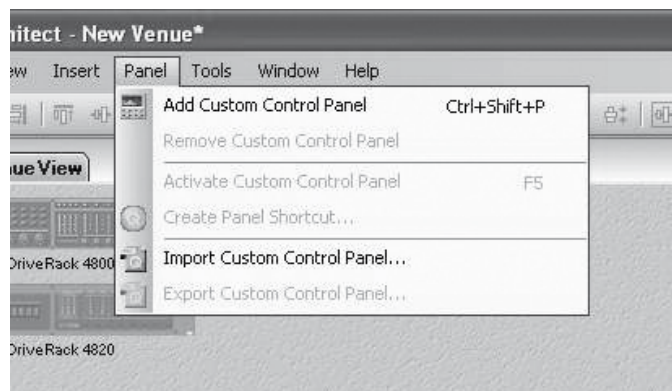 hitect - New Venue*
ew Insert Panel Tools Window Help
Add Custom Control Panel Ctrl+Shift+P
Remove Custom Control Panel
ue View
Activate Custom Control Panel F5
Create Panel Shortcut...
DriveRack 4800
Import Custom Control Panel...
Export Custom Control Panel...
DriveRack 4820